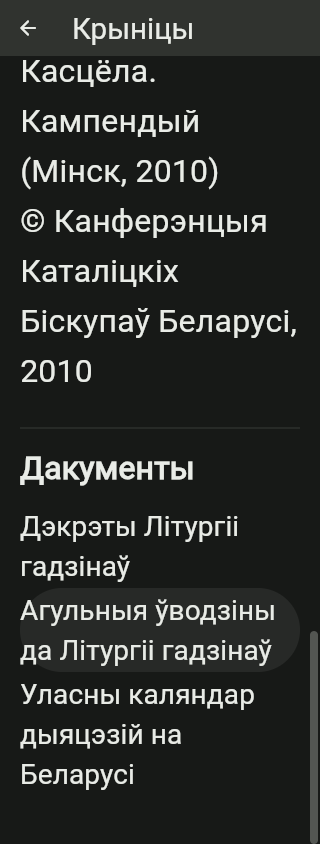 Крыніцы
Касцёла.
Кампендый
(Мінск, 2010)
© Канферэнцыя
Каталіцкіх
Біскупаў Беларусі,
2010
Дакументы
Дэкрэты Літургіі
гадзінаў
Агульныя ўводзіны
да Літургіі гадзінаў
Уласны каляндар
дыяцэзій на
Беларусі